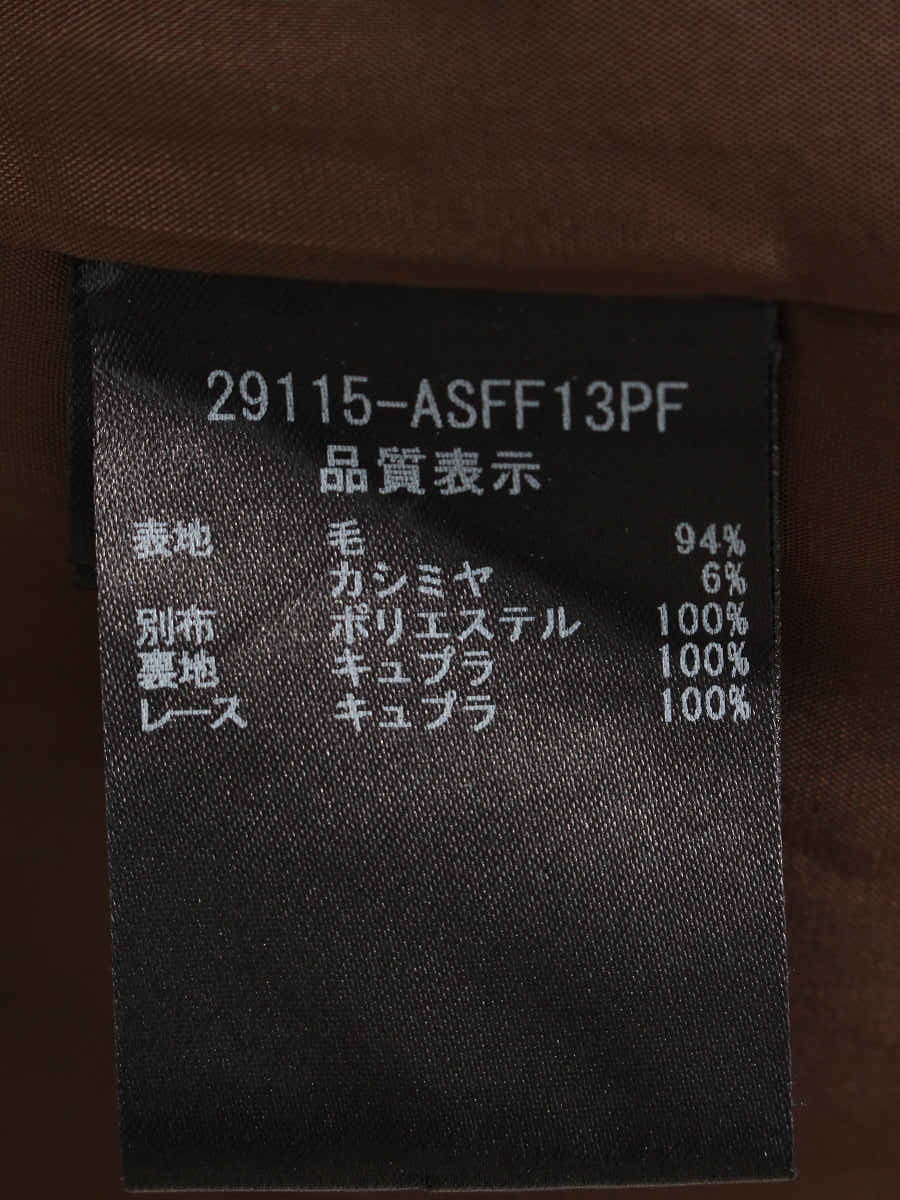 29115-ASFF13PF
品質表示
表地 毛 94%
カシミヤ 6%
別布 ポリエステル 100%
裏地 キュプラ 100%
レース キュプラ 100%